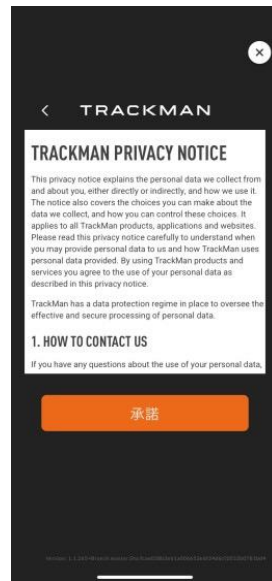 TRACKMAN
TRACKMAN PRIVACY NOTICE
This privacy notice explains the personal data we collect from
and about you, either directly or indirectly, and how we use it.
The notice also covers the choices you can make about the
data we collect, and how you can control these choices. It
applies to all TrackMan products, applications and websites.
Please read this privacy notice carefully to understand when
you may provide personal data to us and how TrackMan uses
personal data provided. By using TrackMan products and
services you agree to the use of your personal data as
described in this privacy notice.
TrackMan has a data protection regime in place to oversee the
effective and secure processing of personal data.
1. HOW TO CONTACT US
If you have any questions about the use of your personal data,
承諾